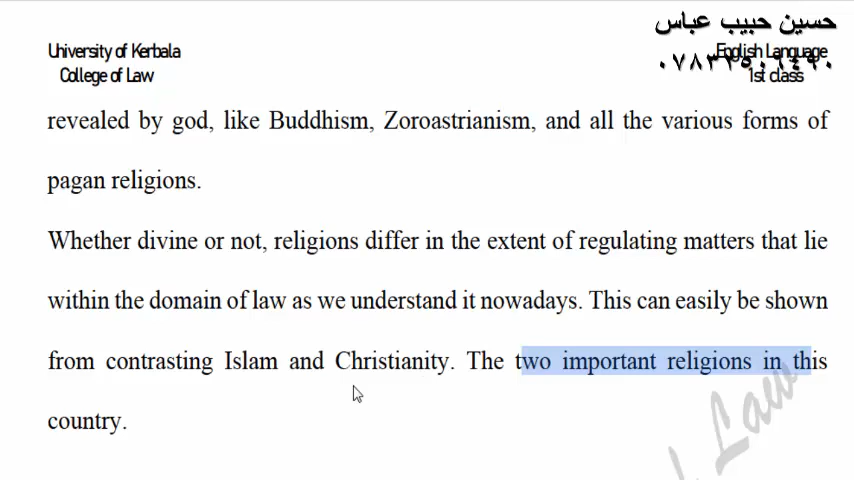 حسين حبيب عباس
University of Kerbala
English Language
College of Law
1st class
revealed by god, like Buddhism, Zoroastrianism, and all the various forms of
pagan religions.
Whether divine or not, religions differ in the extent of regulating matters that lie
within the domain of law as we understand it nowadays. This can easily be shown
from contrasting Islam and Christianity. The two important religions in this
country.
Law